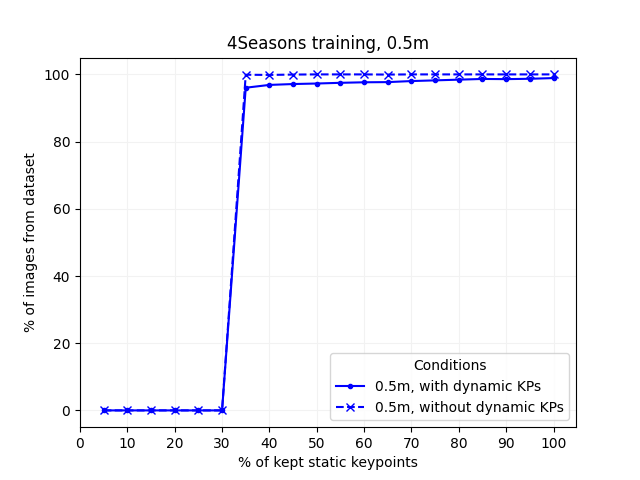 4Seasons training, 0.5m
% of images from dataset
100
80
60
40
20
0
0 10 20 30 40 50 60 70 80 90 100
% of kept static keypoints
Conditions
0.5m, with dynamic KPs
0.5m, without dynamic KPs